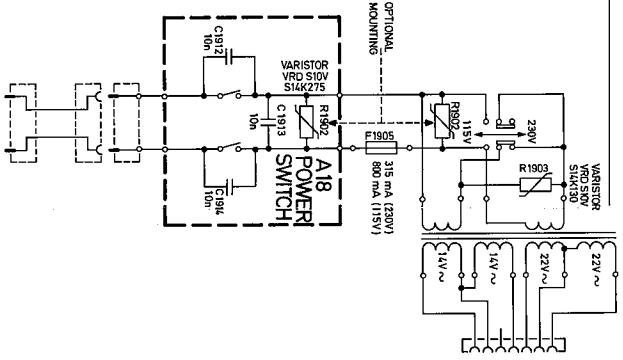 C1912
10n
VARISTOR
VRD S10V
S14K275
R1902
C1913
10n
C1914
10n
A18
POWER
SWITCH
OPTIONAL
MOUNTING
R1902
F1905
315 mA (230V)
800 mA (115V)
115V
230V
R1903
VARISTOR
VRD S10V
S14K130
14V~
14V~
22V~
22V~